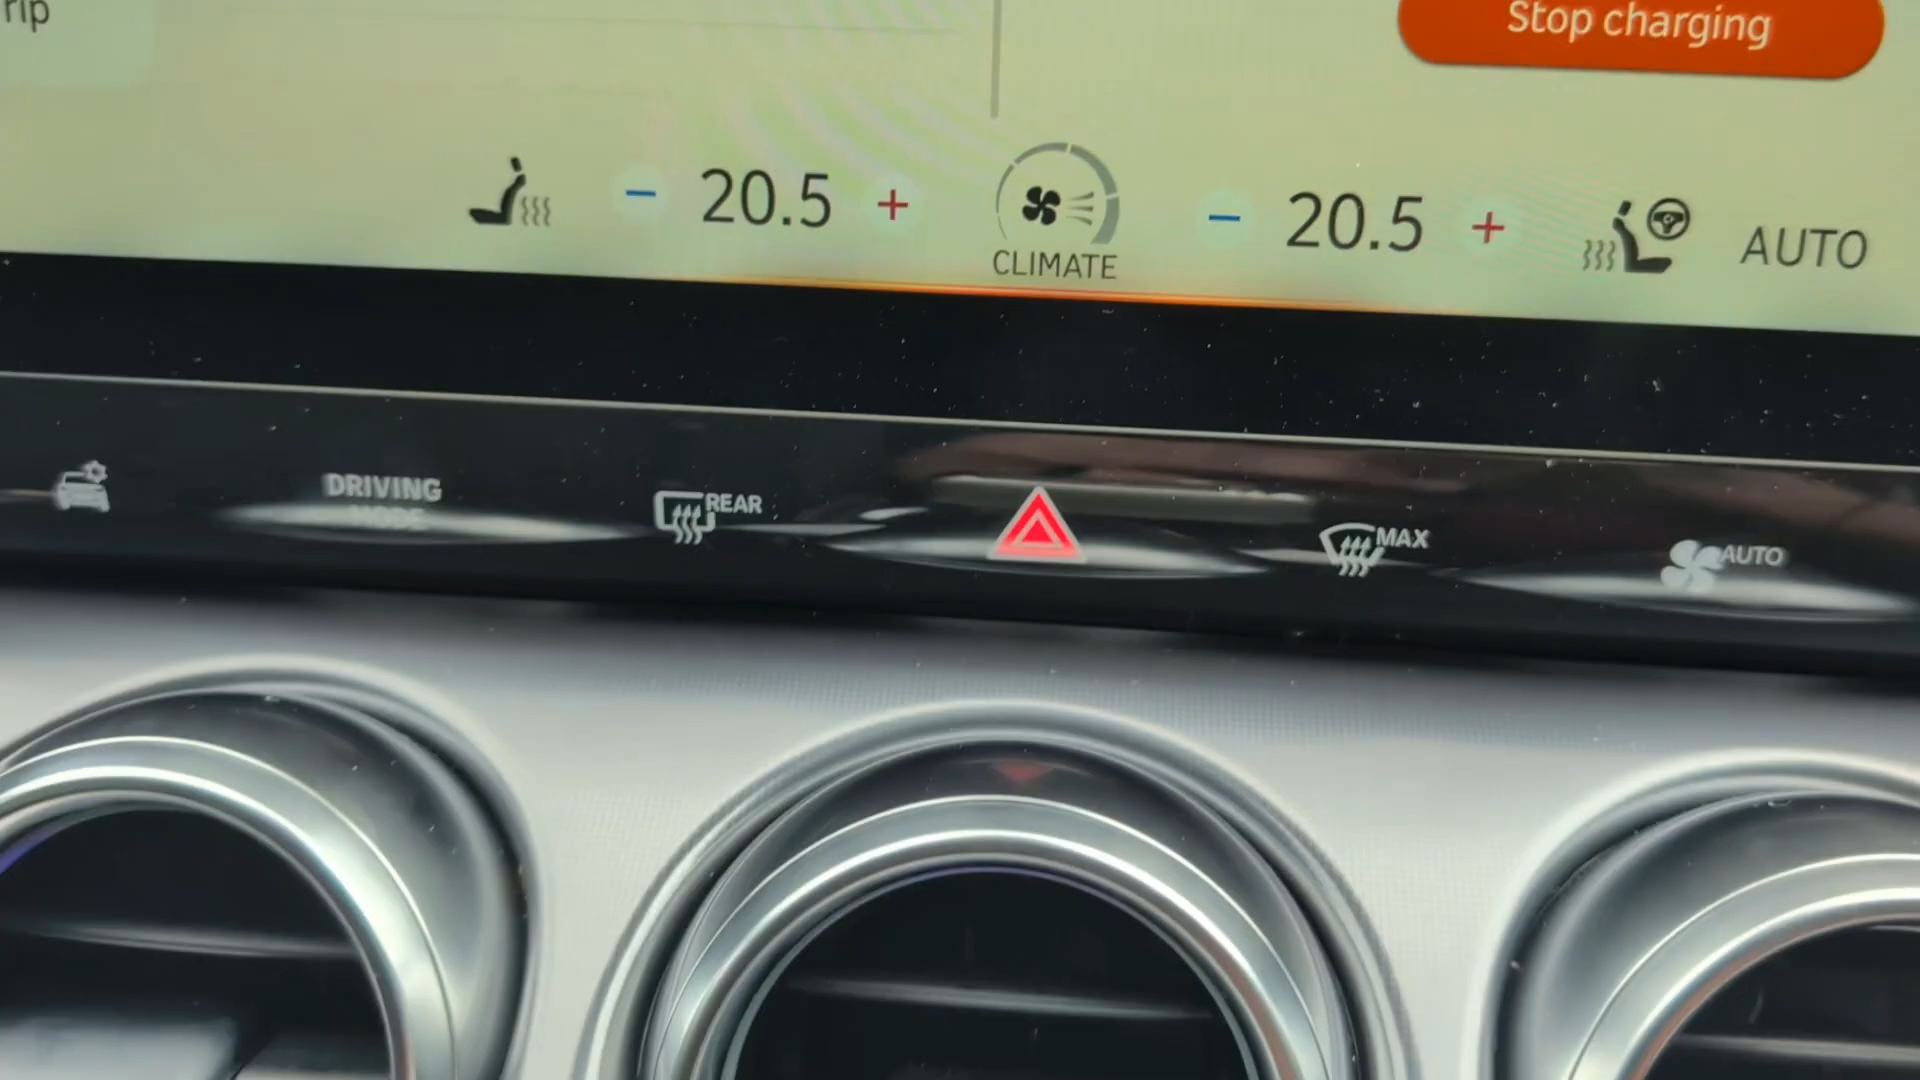 rip
Stop charging
− 20.5 +
CLIMATE
− 20.5 +
AUTO
DRIVING
MODE
REAR
MAX
AUTO